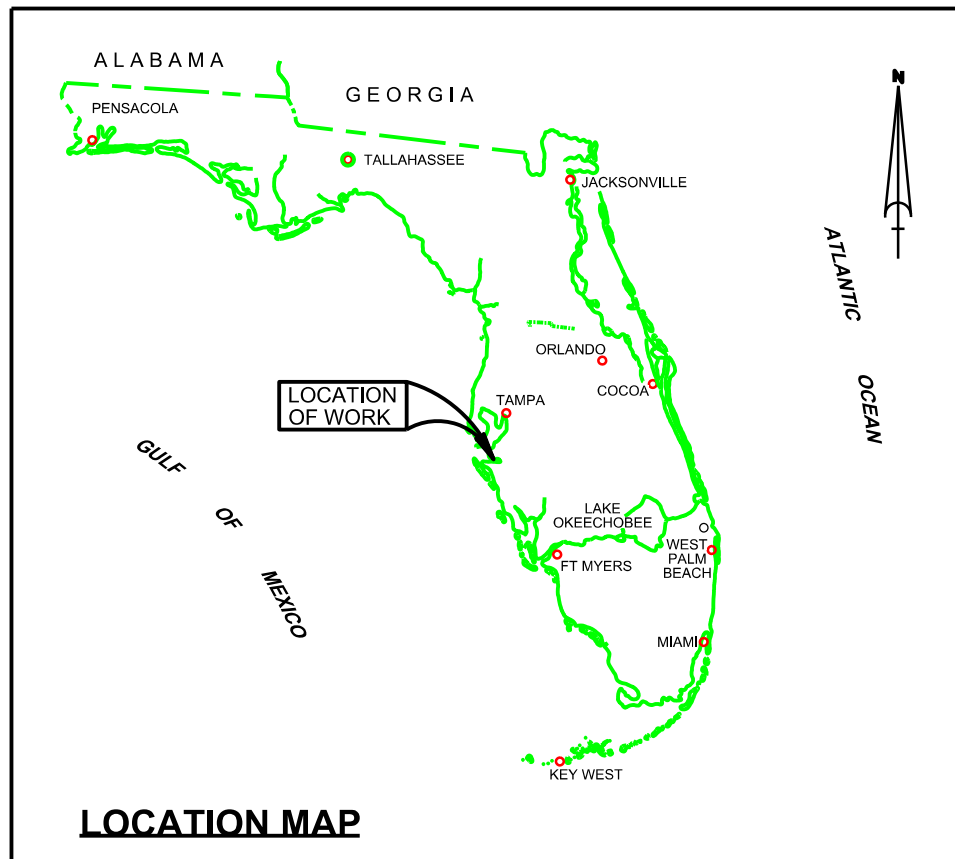 ALABAMA
GEORGIA
N
PENSACOLA
TALLAHASSEE
JACKSONVILLE
ATLANTIC
OCEAN
ORLANDO
COCOA
LOCATION
OF WORK
TAMPA
GULF
OF
MEXICO
LAKE
OKEECHOBEE
WEST
PALM
BEACH
FT MYERS
MIAMI
KEY WEST
LOCATION MAP